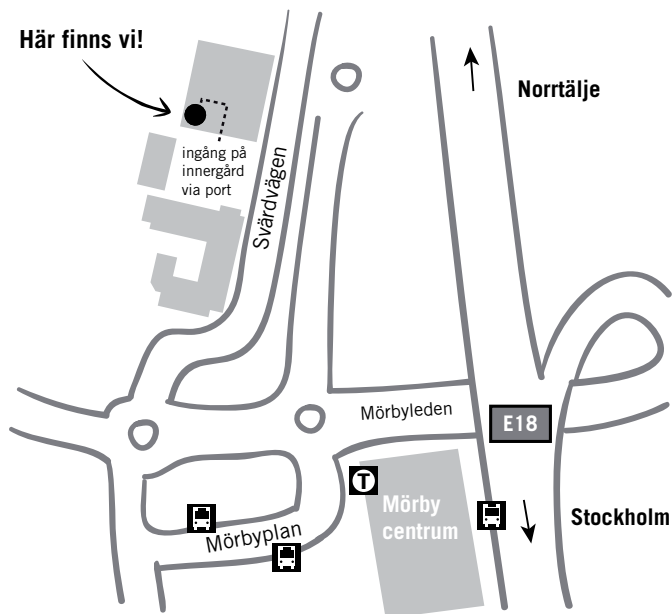 Här finns vi!
Norrtälje
ingång på
innergård
via port
Svärdvägen
Mörbyleden
E18
T
Mörby
centrum
Stockholm
Mörbyplan